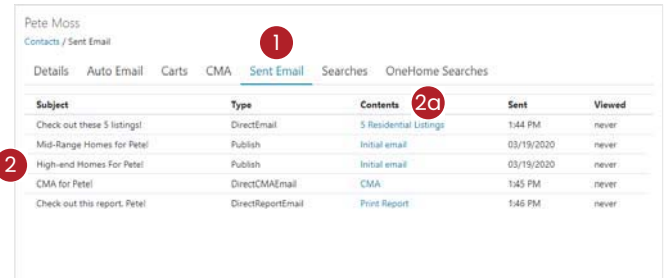 Pete Moss
Contacts / Sent Email
1
Details Auto Email Carts CMA Sent Email Searches OneHome Searches
Subject Type Contents 2a Sent Viewed
Check out these 5 listings! DirectEmail 5 Residential Listings 1:44 PM never
Mid-Range Homes for Pete! Publish Initial email 03/19/2020 never
2 High-end Homes For Pete! Publish Initial email 03/19/2020 never
CMA for Pete! DirectCMAEmail CMA 1:45 PM never
Check out this report, Pete! DirectReportEmail Print Report 1:46 PM never